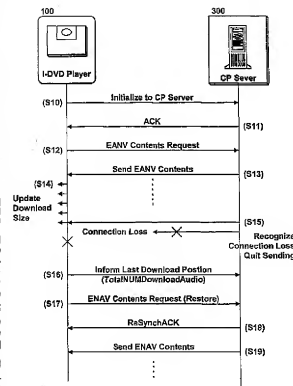 100
300
I-DVD Player
CP Sever
(S10)
Initialize to CP Server
ACK
(S11)
(S12)
EANV Contents Request
Send EANV Contents
(S13)
(S14)
Update
Download
Size
(S15)
Connection Loss
Recognize
Connection Loss
Quit Sending
(S16)
Inform Last Download Postion
(TotalNUMDownloadAudio)
(S17)
ENAV Contents Request (Restore)
ReSynchACK
(S18)
Send ENAV Contents
(S19)